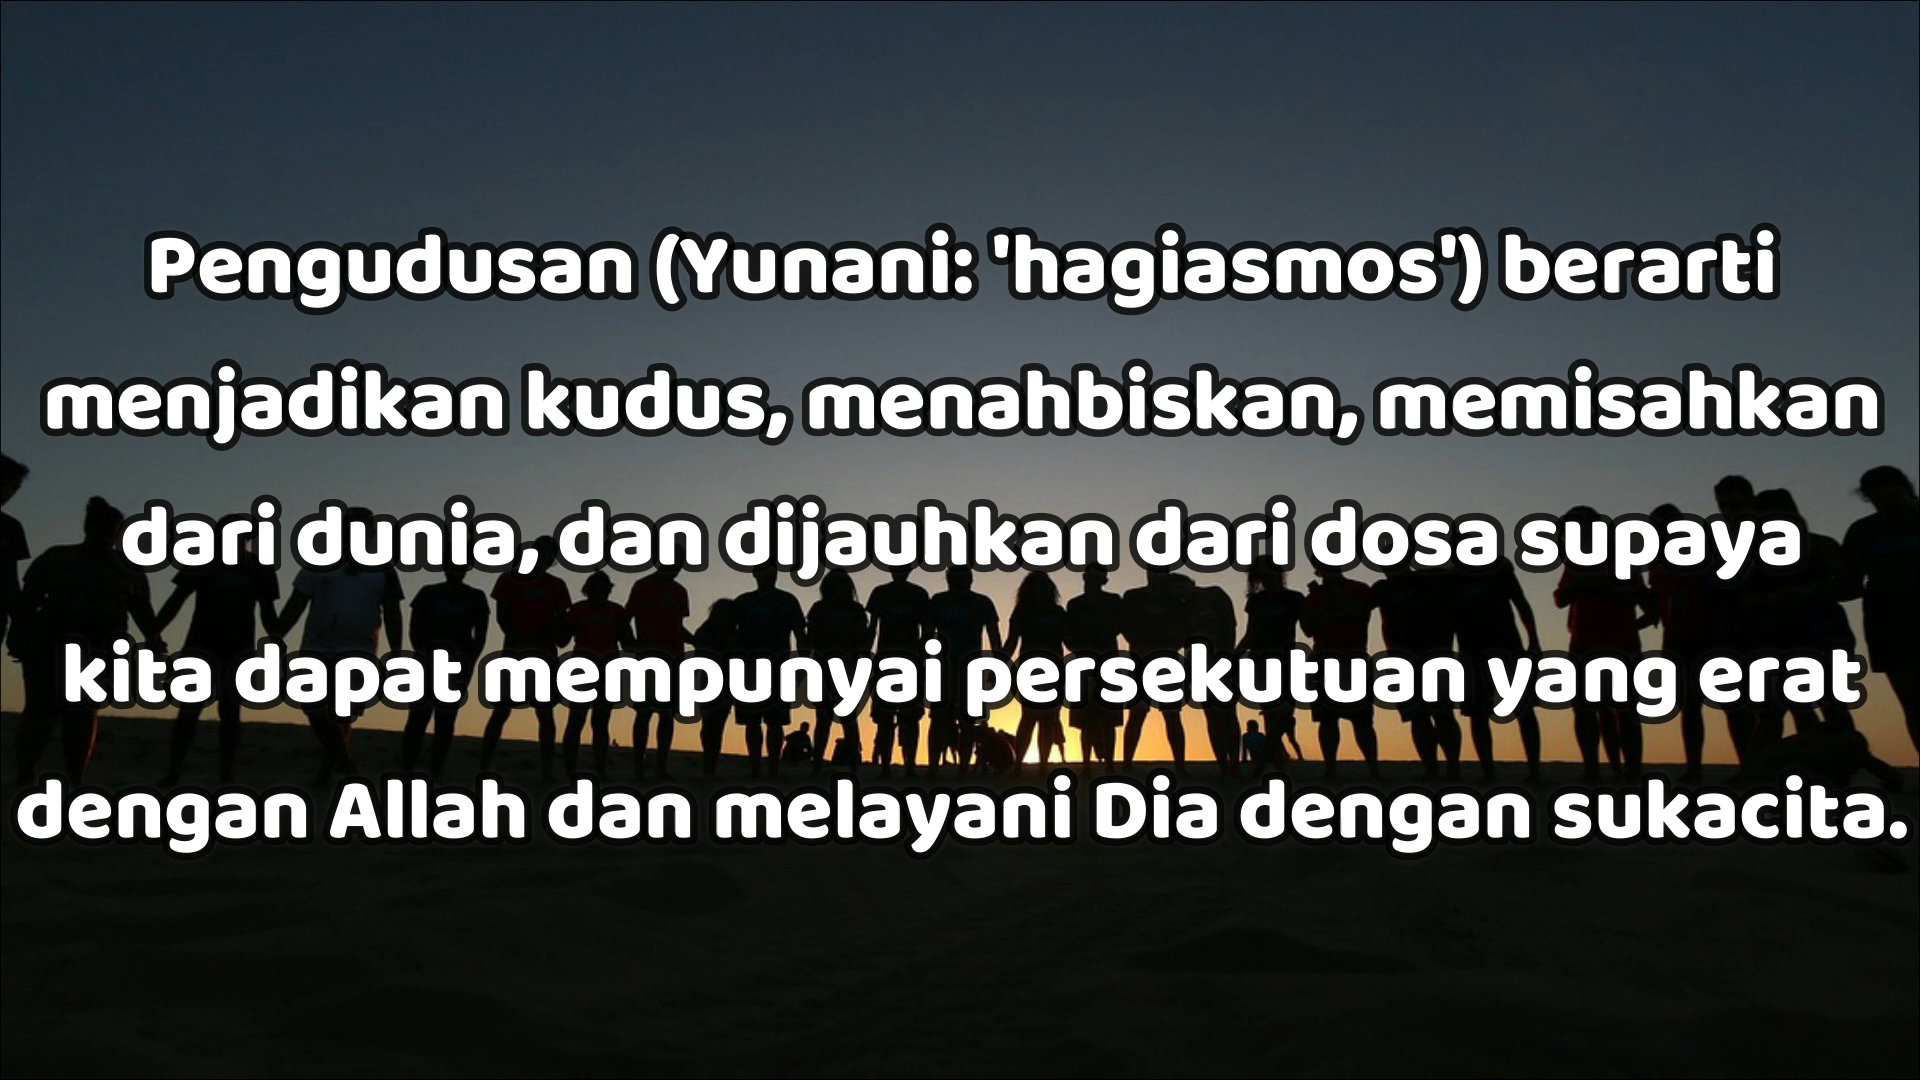 Pengudusan (Yunani: 'hagiasmos') berarti
menjadikan kudus, menahbiskan, memisahkan
dari dunia, dan dijauhkan dari dosa supaya
kita dapat mempunyai persekutuan yang erat
dengan Allah dan melayani Dia dengan sukacita.